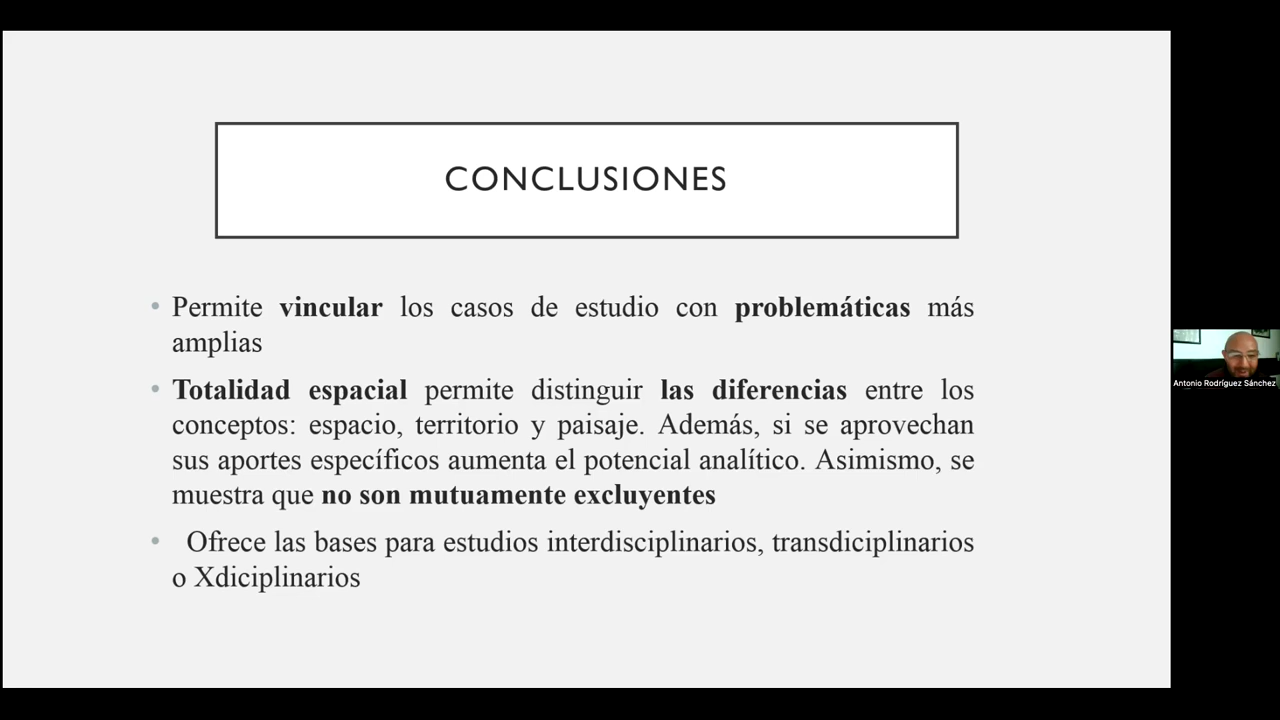 CONCLUSIONES
• Permite vincular los casos de estudio con problemáticas más
amplias
• Totalidad espacial permite distinguir las diferencias entre los
conceptos: espacio, territorio y paisaje. Además, si se aprovechan
sus aportes específicos aumenta el potencial analítico. Asimismo, se
muestra que no son mutuamente excluyentes
• Ofrece las bases para estudios interdisciplinarios, transdiciplinarios
o Xdiciplinarios
Antonio Rodríguez Sánchez